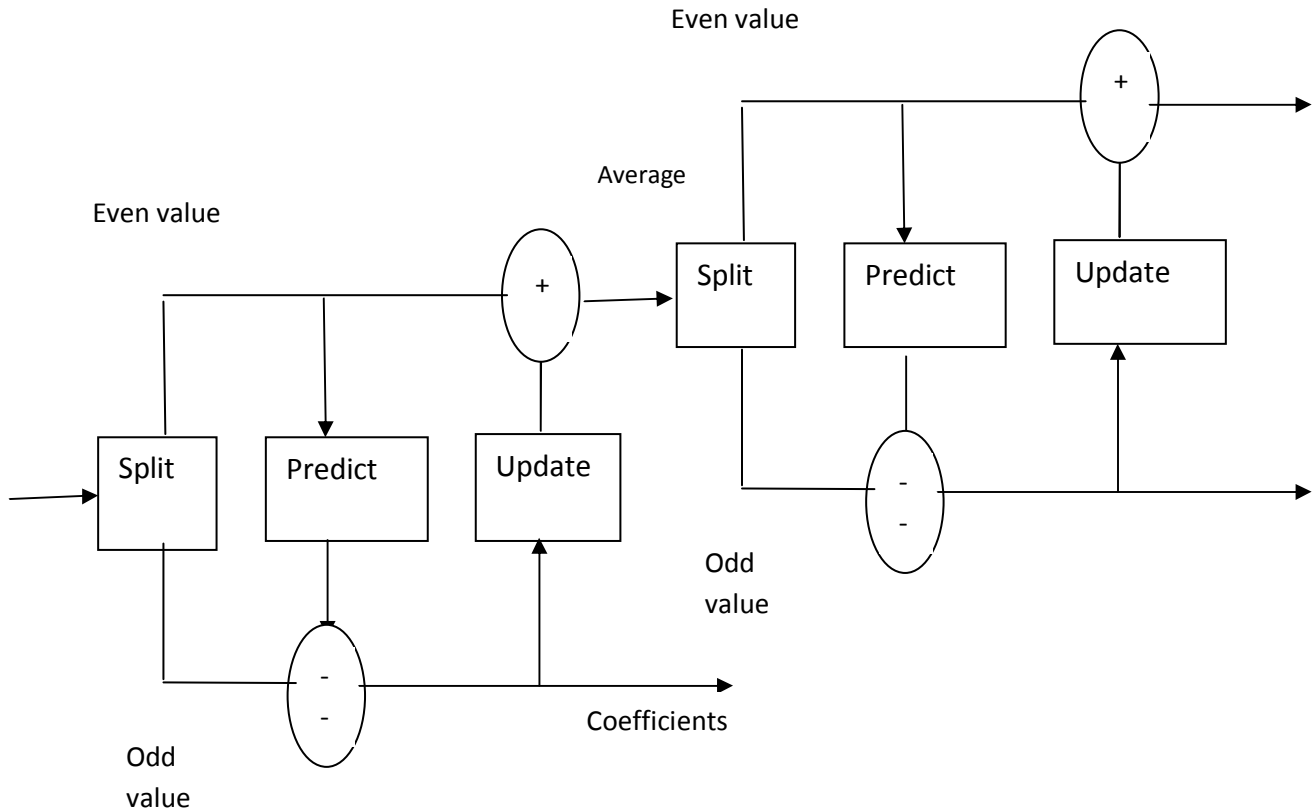 Even value
+
Average
Even value
Split
Predict
Update
+
Split
Predict
Update
-
-
Odd
value
-
-
Coefficients
Odd
value